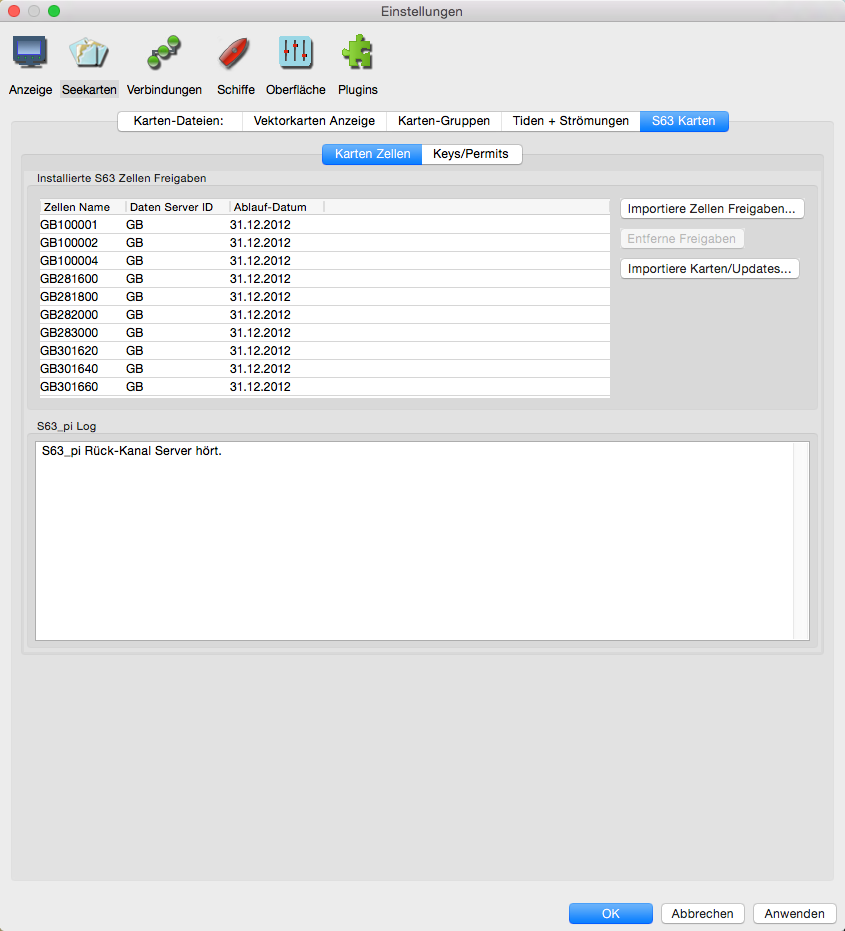 Einstellungen
Anzeige Seekarten Verbindungen Schiffe Oberfläche Plugins
Karten-Dateien: Vektorkarten Anzeige Karten-Gruppen Tiden + Strömungen S63 Karten
Karten Zellen Keys/Permits
Installierte S63 Zellen Freigaben
Zellen Name Daten Server ID Ablauf-Datum
GB100001 GB 31.12.2012
GB100002 GB 31.12.2012
GB100004 GB 31.12.2012
GB281600 GB 31.12.2012
GB281800 GB 31.12.2012
GB282000 GB 31.12.2012
GB283000 GB 31.12.2012
GB301620 GB 31.12.2012
GB301640 GB 31.12.2012
GB301660 GB 31.12.2012
Importiere Zellen Freigaben...
Entferne Freigaben
Importiere Karten/Updates...
S63_pi Log
S63_pi Rück-Kanal Server hört.
OK Abbrechen Anwenden